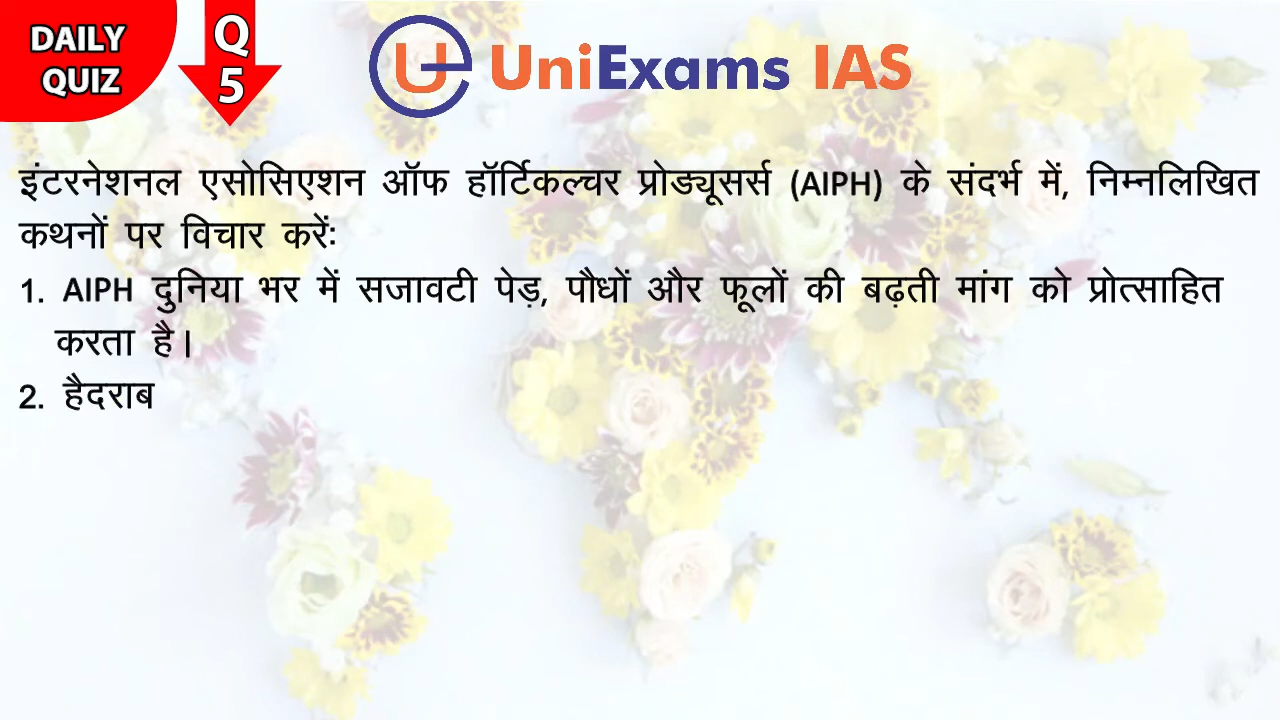 DAILY
QUIZ
Q
5
UniExams IAS
इंटरनेशनल एसोसिएशन ऑफ हॉर्टिकल्चर प्रोड्यूसर्स (AIPH) के संदर्भ में, निम्नलिखित
कथनों पर विचार करें:
1. AIPH दुनिया भर में सजावटी पेड़, पौधों और फूलों की बढ़ती मांग को प्रोत्साहित
करता है।
2. हैदराब